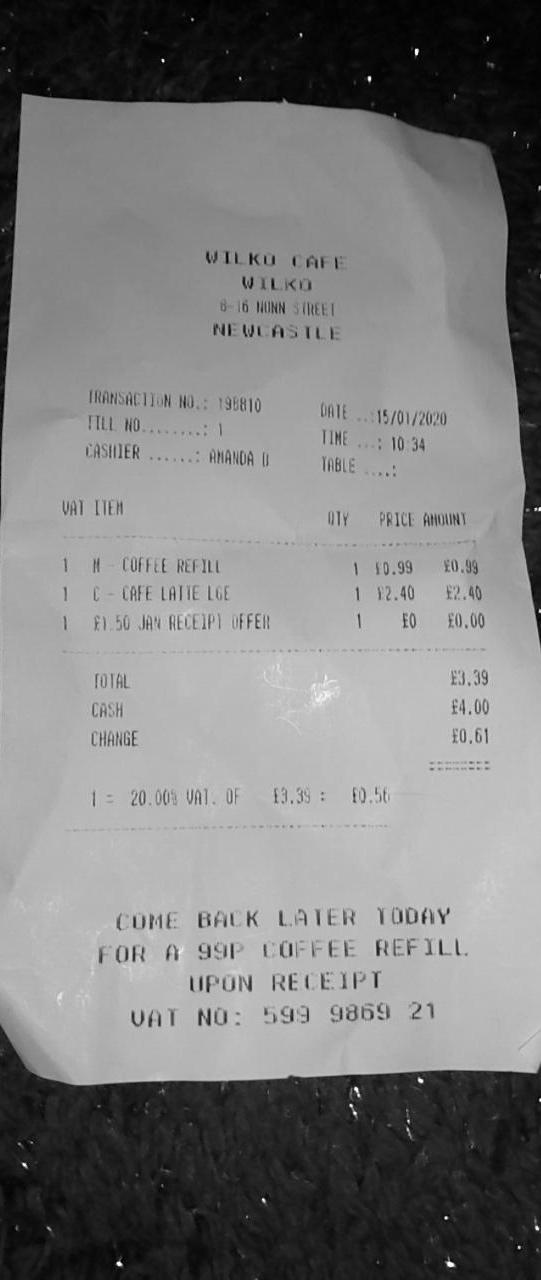 WILKO CAFE
WILKO
8-16 NUNN STREET
NEWCASTLE
TRANSACTION NO.: 198810 DATE ..:15/01/2020
TILL NO........: 1 TIME ...: 10:34
CASHIER ......: AMANDA D TABLE ....:
VAT ITEM QTY PRICE AMOUNT
1 M - COFFEE REFILL 1 £0.99 £0.99
1 C - CAFE LATTE LGE 1 £2.40 £2.40
1 £1.50 JAN RECEIPT OFFER 1 £0 £0.00
TOTAL £3.39
CASH £4.00
CHANGE £0.61
========
1 = 20.00% VAT. OF £3.39 : £0.56
COME BACK LATER TODAY
FOR A 99P COFFEE REFILL
UPON RECEIPT
VAT NO: 599 9869 21